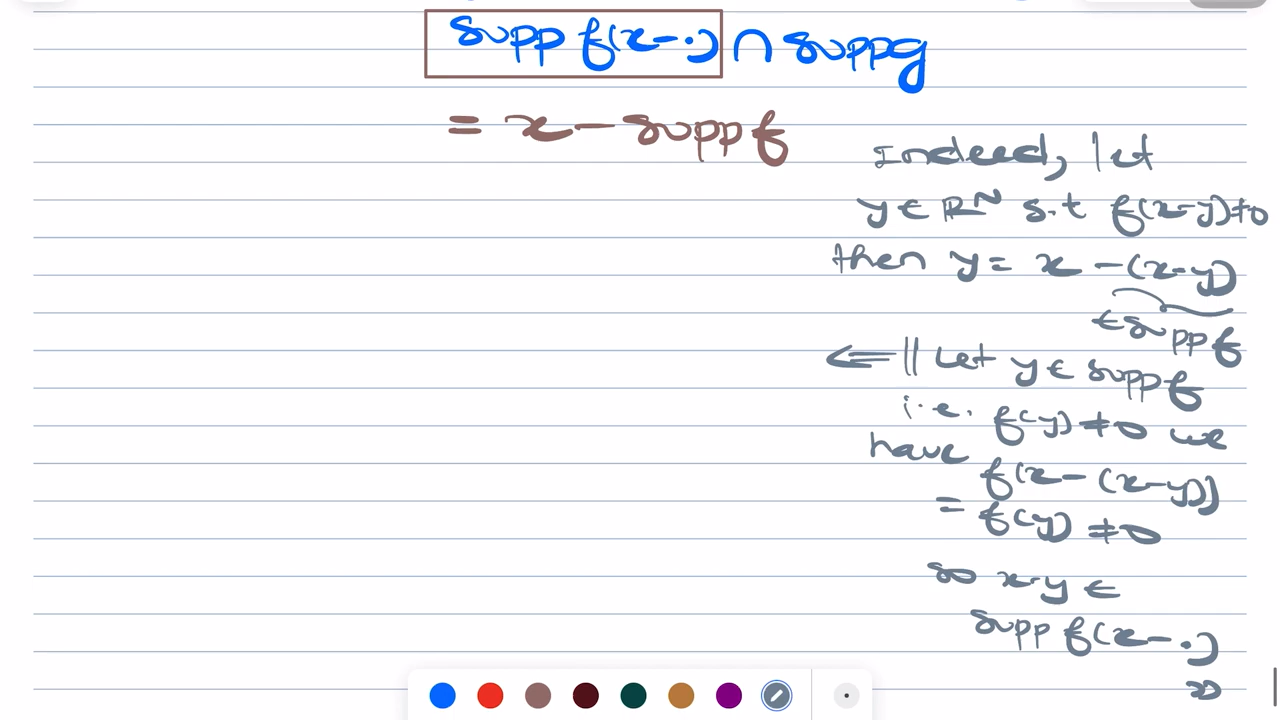 supp f(x-·) ∩ supp g
= x - supp f
Indeed, let
y ∈ ℝᴺ s.t f(x-y) ≠ 0
then y = x -(x-y)
∈ supp f
⇐ || Let y ∈ supp f
i.e. f(y) ≠ 0 we
have f(x-(x-y))
= f(y) ≠ 0
so x-y ∈
supp f(x-·)
»